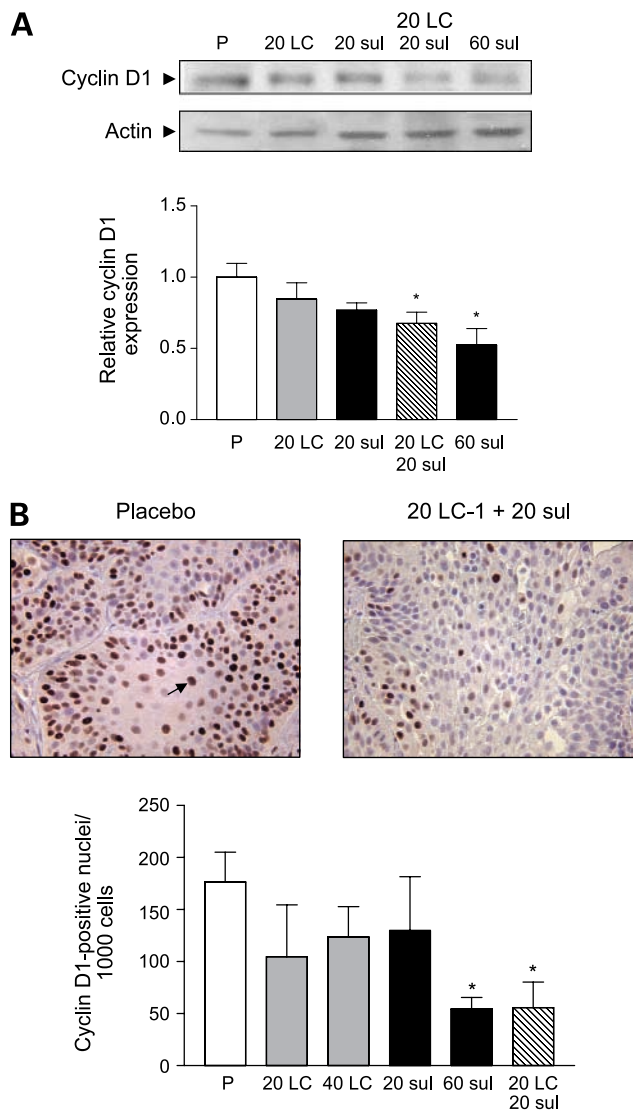 A
20 LC
P 20 LC 20 sul 20 sul 60 sul
Cyclin D1
Actin
Relative cyclin D1
expression
1.5
1.0
0.5
0.0
* *
P 20 LC 20 sul 20 LC 60 sul
20 sul
B
Placebo 20 LC-1 + 20 sul
Cyclin D1-positive nuclei/
1000 cells
250
200
150
100
50
0
* *
P 20 LC 40 LC 20 sul 60 sul 20 LC
20 sul